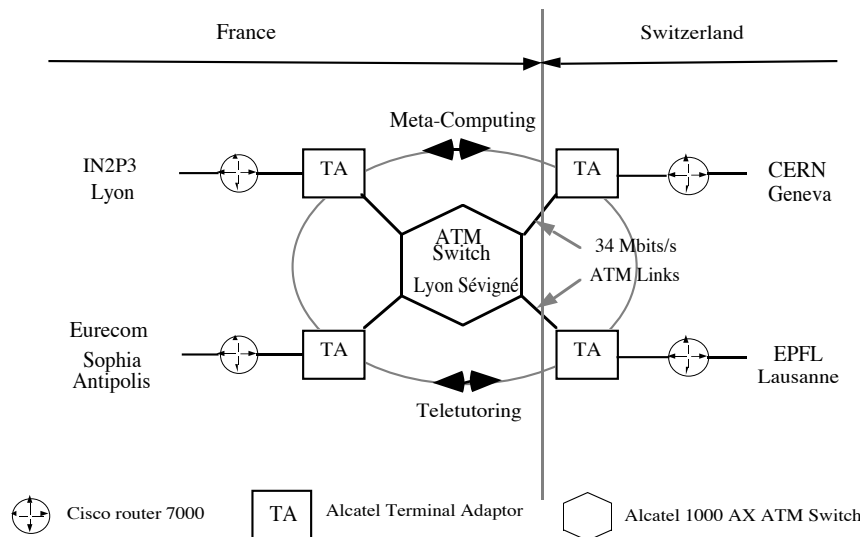 France
Switzerland
Meta-Computing
IN2P3
Lyon
TA
TA
CERN
Geneva
ATM
Switch
Lyon Sévigné
34 Mbits/s
ATM Links
Eurecom
Sophia
Antipolis
TA
TA
EPFL
Lausanne
Teletutoring
Cisco router 7000
TA
Alcatel Terminal Adaptor
Alcatel 1000 AX ATM Switch